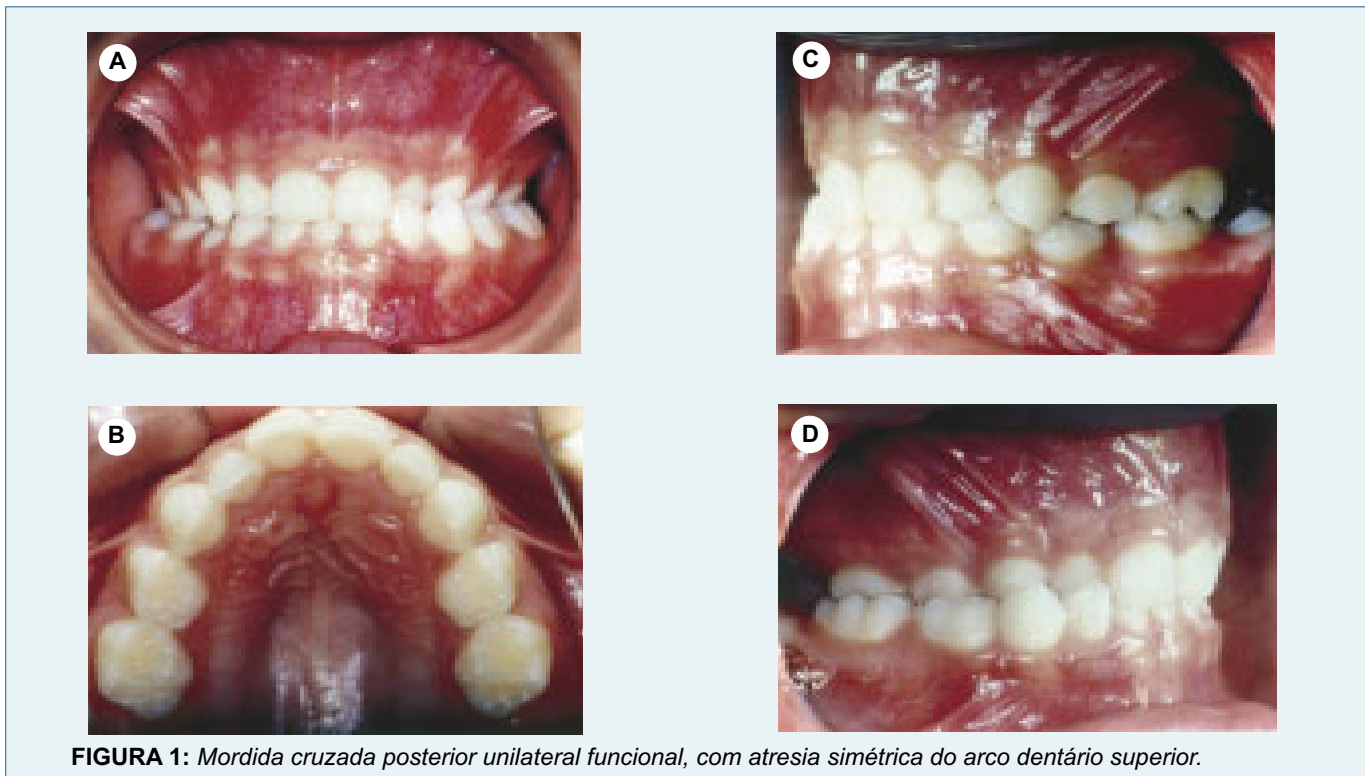 A
C
B
D
FIGURA 1: Mordida cruzada posterior unilateral funcional, com atresia simétrica do arco dentário superior.